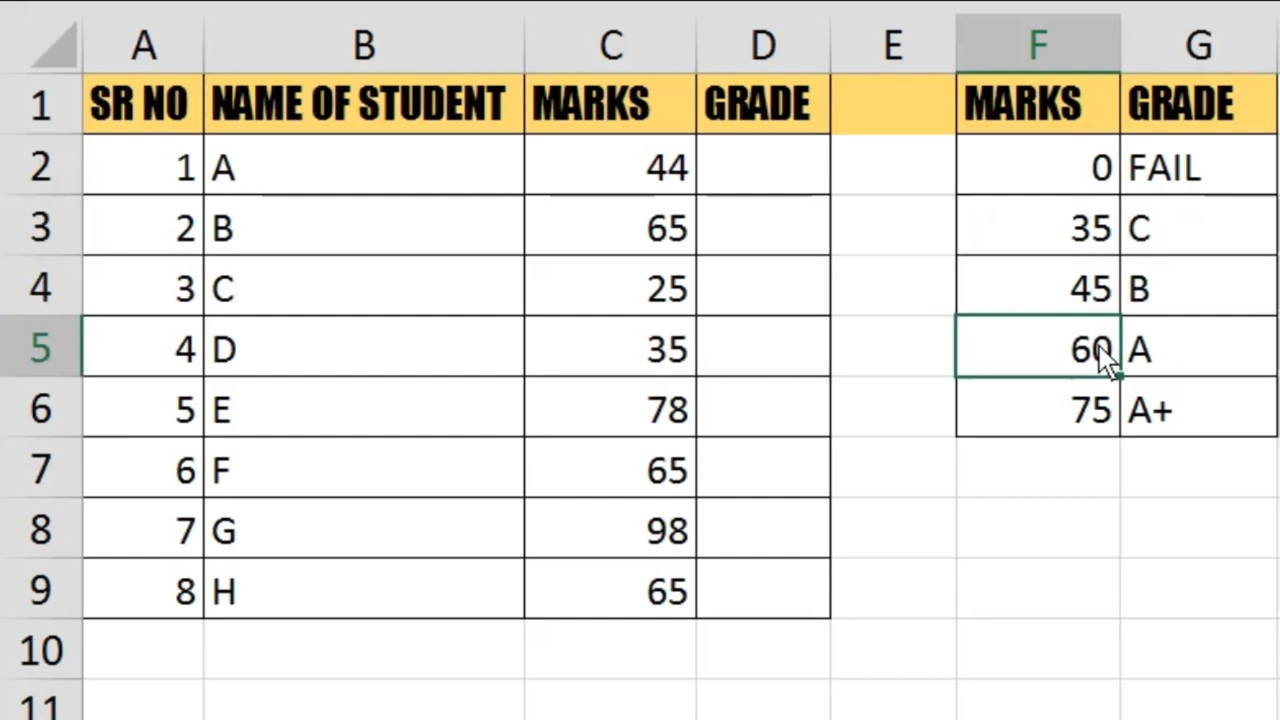 A B C D E F G
1 SR NO NAME OF STUDENT MARKS GRADE MARKS GRADE
2 1 A 44 0 FAIL
3 2 B 65 35 C
4 3 C 25 45 B
5 4 D 35 60 A
6 5 E 78 75 A+
7 6 F 65
8 7 G 98
9 8 H 65
10
11